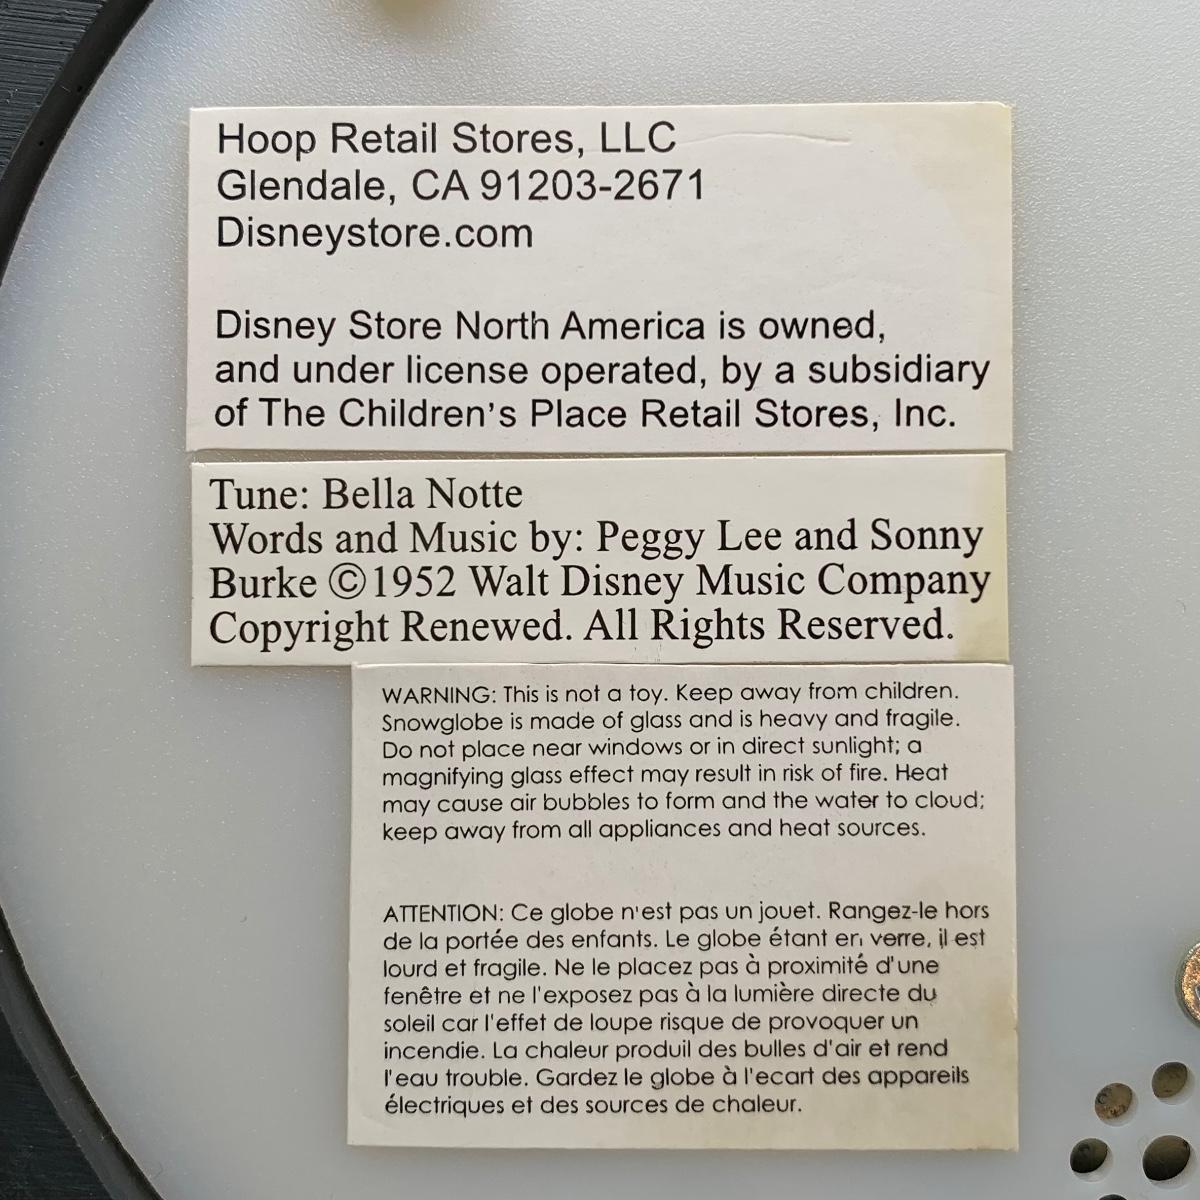 Hoop Retail Stores, LLC
Glendale, CA 91203-2671
Disneystore.com
Disney Store North America is owned,
and under license operated, by a subsidiary
of The Children's Place Retail Stores, Inc.
Tune: Bella Notte
Words and Music by: Peggy Lee and Sonny
Burke ©1952 Walt Disney Music Company
Copyright Renewed. All Rights Reserved.
WARNING: This is not a toy. Keep away from children.
Snowglobe is made of glass and is heavy and fragile.
Do not place near windows or in direct sunlight; a
magnifying glass effect may result in risk of fire. Heat
may cause air bubbles to form and the water to cloud;
keep away from all appliances and heat sources.
ATTENTION: Ce globe n'est pas un jouet. Rangez-le hors
de la portée des enfants. Le globe étant en verre, il est
lourd et fragile. Ne le placez pas à proximité d'une
fenêtre et ne l'exposez pas à la lumière directe du
soleil car l'effet de loupe risque de provoquer un
incendie. La chaleur produil des bulles d'air et rend
l'eau trouble. Gardez le globe à l'ecart des appareils
électriques et des sources de chaleur.